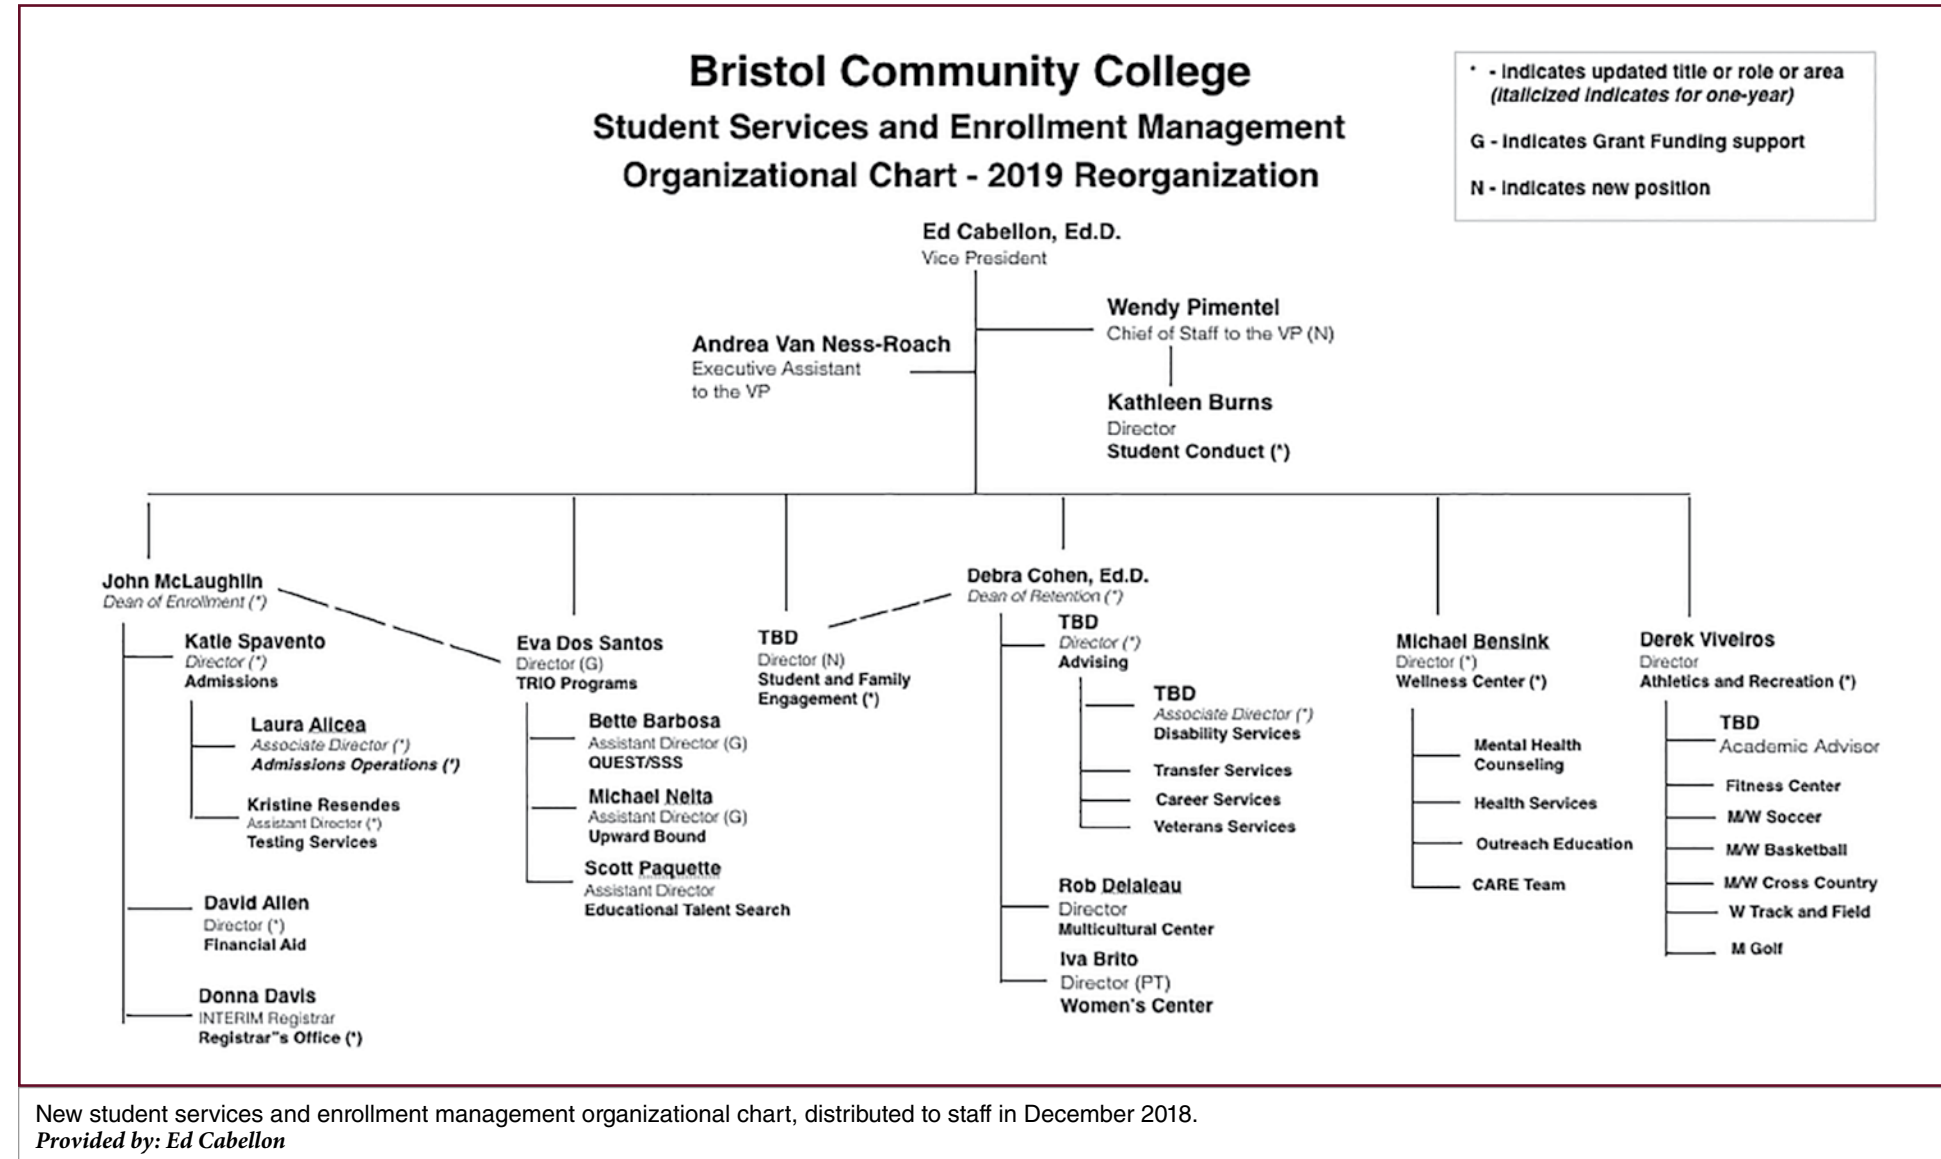 Bristol Community College
Student Services and Enrollment Management
Organizational Chart - 2019 Reorganization
* - Indicates updated title or role or area
(Italicized indicates for one-year)
G - Indicates Grant Funding support
N - Indicates new position
Ed Cabellon, Ed.D.
Vice President
Wendy Pimentel
Chief of Staff to the VP (N)
Andrea Van Ness-Roach
Executive Assistant
to the VP
Kathleen Burns
Director
Student Conduct (*)
John McLaughlin
Dean of Enrollment (*)
Katie Spavento
Director (*)
Admissions
Laura Alicea
Associate Director (*)
Admissions Operations (*)
Kristine Resendes
Assistant Director (*)
Testing Services
David Allen
Director (*)
Financial Aid
Donna Davis
INTERIM Registrar
Registrar"s Office (*)
Eva Dos Santos
Director (G)
TRIO Programs
Bette Barbosa
Assistant Director (G)
QUEST/SSS
Michael Neita
Assistant Director (G)
Upward Bound
Scott Paquette
Assistant Director
Educational Talent Search
TBD
Director (N)
Student and Family
Engagement (*)
Debra Cohen, Ed.D.
Dean of Retention (*)
TBD
Director (*)
Advising
TBD
Associate Director (*)
Disability Services
Transfer Services
Career Services
Veterans Services
Rob Delaleau
Director
Multicultural Center
Iva Brito
Director (PT)
Women's Center
Michael Bensink
Director (*)
Wellness Center (*)
Mental Health
Counseling
Health Services
Outreach Education
CARE Team
Derek Viveiros
Director
Athletics and Recreation (*)
TBD
Academic Advisor
Fitness Center
M/W Soccer
M/W Basketball
M/W Cross Country
W Track and Field
M Golf
New student services and enrollment management organizational chart, distributed to staff in December 2018.
Provided by: Ed Cabellon